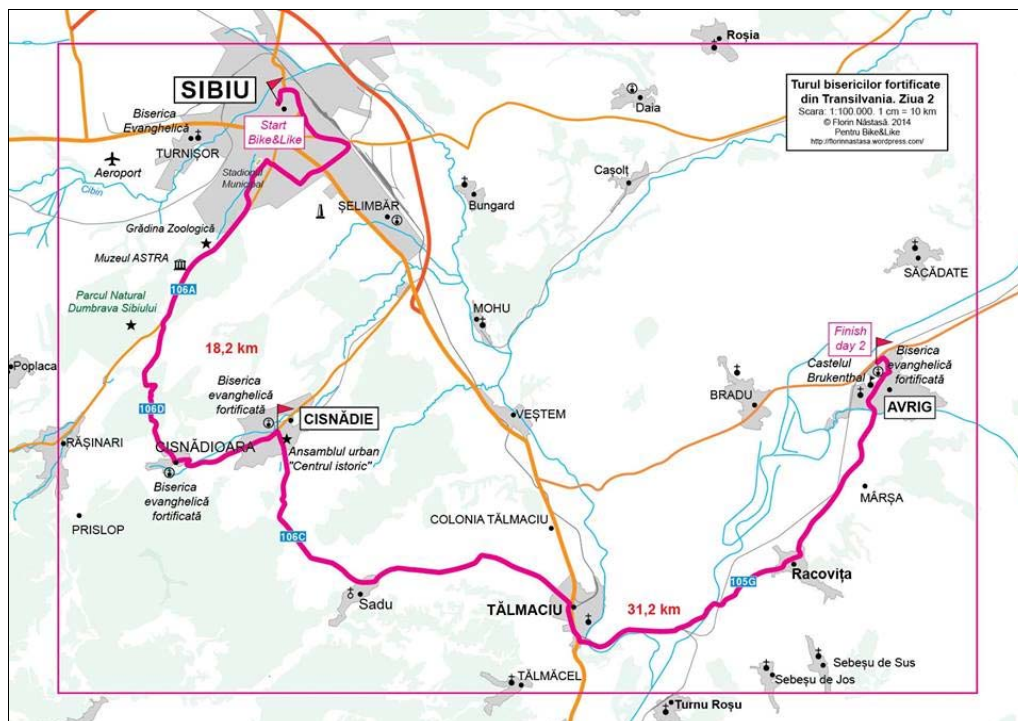 Roșia
SIBIU
Turul bisericilor fortificate
din Transilvania. Ziua 2
Scara: 1:100.000. 1 cm = 10 km
© Florin Năstasă. 2014
Pentru Bike&Like
http://florinnastasa.wordpress.com/
Daia
Biserica
Evanghelică
TURNIȘOR
Start
Bike&Like
Aeroport
Cibin
Stadionul
Municipal
Cașolț
Bungard
ȘELIMBĂR
Grădina Zoologică
Muzeul ASTRA
106A
SĂCĂDATE
Parcul Natural
Dumbrava Sibiului
MOHU
18,2 km
Finish
day 2
Poplaca
Castelul
Brukenthal
Biserica
evanghelică
fortificată
Biserica
evanghelică
fortificată
BRADU
AVRIG
106D
CISNĂDIE
VEȘTEM
RĂȘINARI
CISNĂDIOARA
Ansamblul urban
"Centrul istoric"
Biserica
evanghelică
fortificată
MÂRȘA
PRISLOP
COLONIA TĂLMACIU
106C
Racovița
105G
Sadu
TĂLMACIU
31,2 km
Sebeșu de Sus
Sebeșu de Jos
TĂLMĂCEL
Turnu Roșu